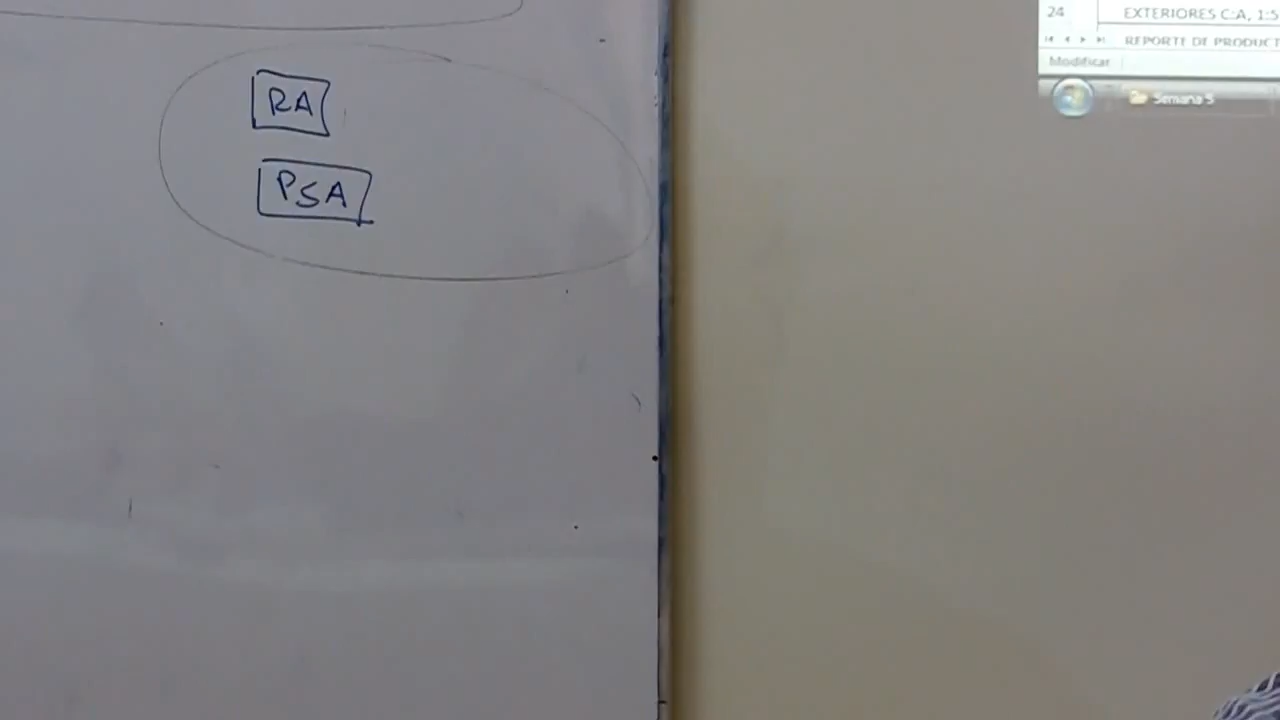 RA
PSA
24 EXTERIORES C:A, 1:5
REPORTE DE PRODUCT
Modificar
Semana 5